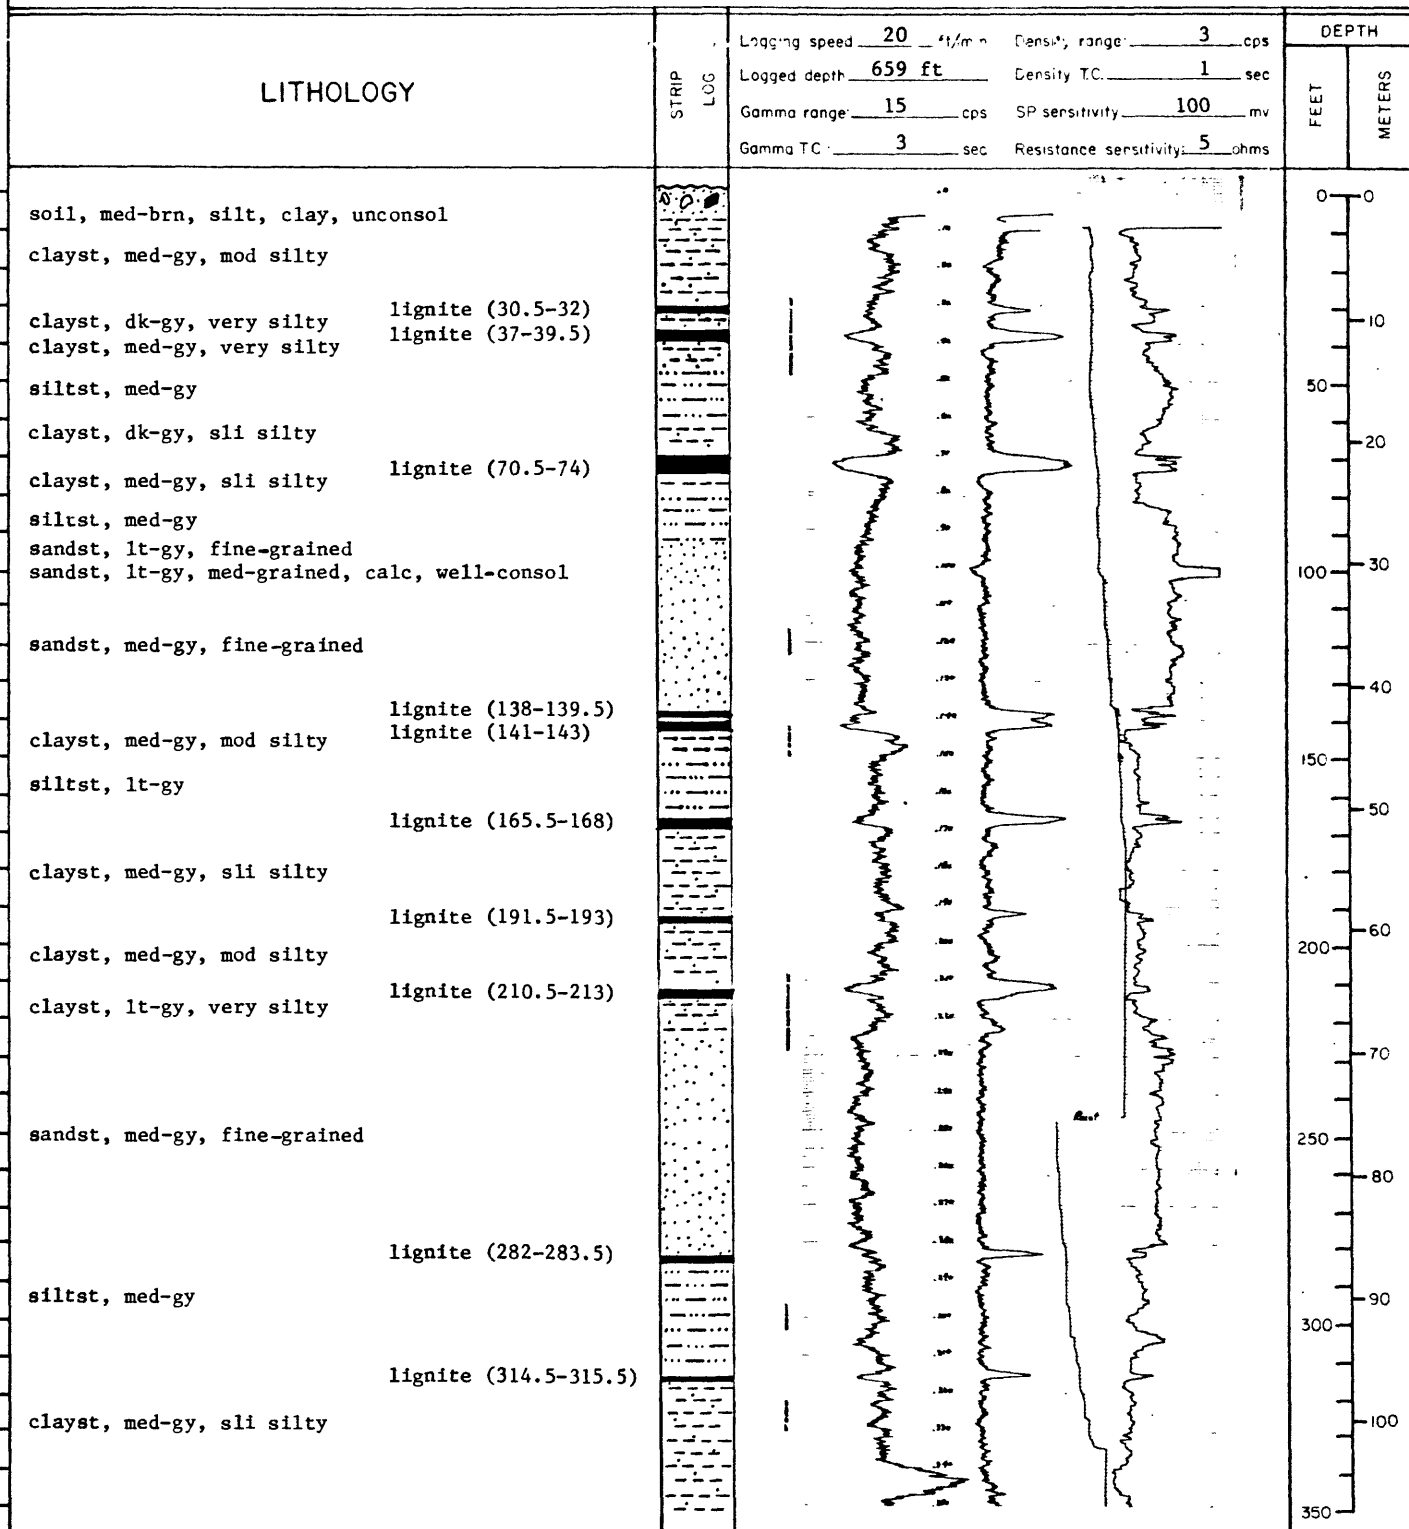 LITHOLOGY
STRIP LOG
Logging speed 20 ft/min Density range: 3 cps
Logged depth 659 ft Density T.C. 1 sec
Gamma range: 15 cps SP sensitivity 100 mv
Gamma T.C. 3 sec Resistance sensitivity: 5 ohms
DEPTH
FEET
METERS
0 0
soil, med-brn, silt, clay, unconsol
clayst, med-gy, mod silty
lignite (30.5-32)
clayst, dk-gy, very silty
10
lignite (37-39.5)
clayst, med-gy, very silty
siltst, med-gy
50
clayst, dk-gy, sli silty
20
lignite (70.5-74)
clayst, med-gy, sli silty
siltst, med-gy
sandst, lt-gy, fine-grained
sandst, lt-gy, med-grained, calc, well-consol
100 30
sandst, med-gy, fine-grained
40
lignite (138-139.5)
lignite (141-143)
clayst, med-gy, mod silty
150
siltst, lt-gy
50
lignite (165.5-168)
clayst, med-gy, sli silty
lignite (191.5-193)
60
200
clayst, med-gy, mod silty
lignite (210.5-213)
clayst, lt-gy, very silty
70
sandst, med-gy, fine-grained
250
80
lignite (282-283.5)
siltst, med-gy
90
300
lignite (314.5-315.5)
clayst, med-gy, sli silty
100
350